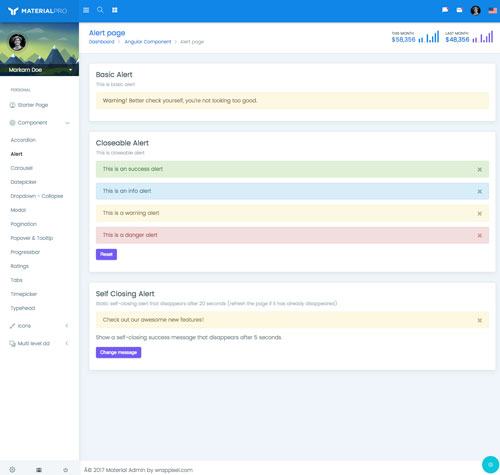 MATERIALPRO
Markarn Doe
PERSONAL
Starter Page
Component
Accordion
Alert
Carousel
Datepicker
Dropdown - Collapse
Modal
Pagination
Popover & Tooltip
Progressbar
Ratings
Tabs
Timepicker
Typehead
Icons
Multi level dd
Alert page
Dashboard > Angular Component > Alert page
THIS MONTH
$58,356
LAST MONTH
$48,356
Basic Alert
This is basic alert
Warning! Better check yourself, you're not looking too good.
Closeable Alert
This is closeable alert
This is an success alert ×
This is an info alert ×
This is a warning alert ×
This is a danger alert ×
Reset
Self Closing Alert
Static self-closing alert that disappears after 20 seconds (refresh the page if it has already disappeared)
Check out our awesome new features! ×
Show a self-closing success message that disappears after 5 seconds.
Change message
Â© 2017 Material Admin by wrappixel.com